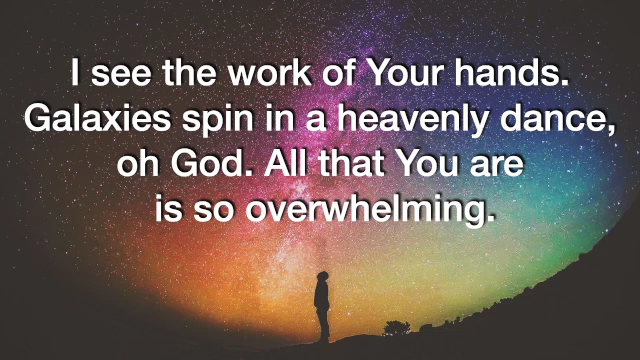 I see the work of Your hands.
Galaxies spin in a heavenly dance,
oh God. All that You are
is so overwhelming.